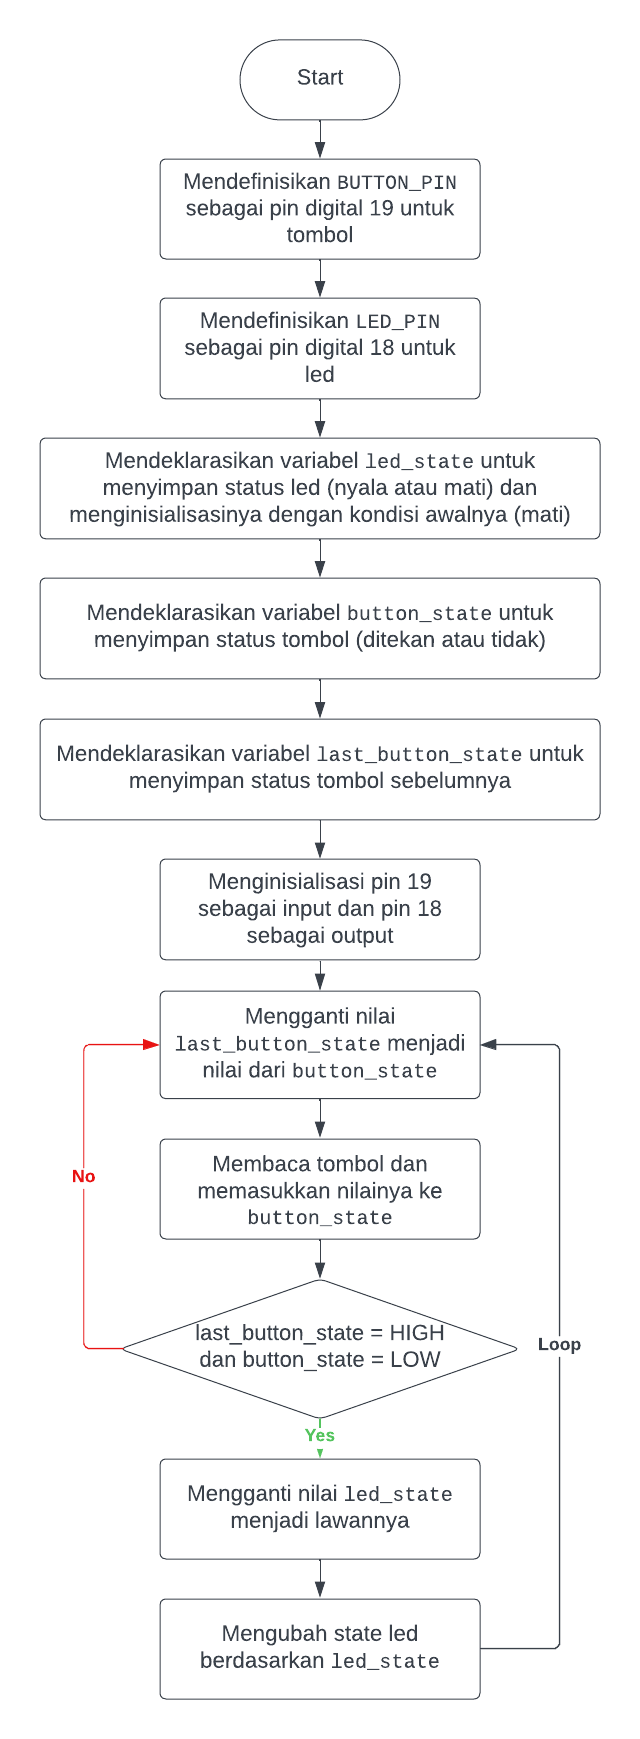 Start
Mendefinisikan BUTTON_PIN
sebagai pin digital 19 untuk
tombol
Mendefinisikan LED_PIN
sebagai pin digital 18 untuk
led
Mendeklarasikan variabel led_state untuk
menyimpan status led (nyala atau mati) dan
menginisialisasinya dengan kondisi awalnya (mati)
Mendeklarasikan variabel button_state untuk
menyimpan status tombol (ditekan atau tidak)
Mendeklarasikan variabel last_button_state untuk
menyimpan status tombol sebelumnya
Menginisialisasi pin 19
sebagai input dan pin 18
sebagai output
Mengganti nilai
last_button_state menjadi
nilai dari button_state
No
Membaca tombol dan
memasukkan nilainya ke
button_state
last_button_state = HIGH
dan button_state = LOW
Loop
Yes
Mengganti nilai led_state
menjadi lawannya
Mengubah state led
berdasarkan led_state